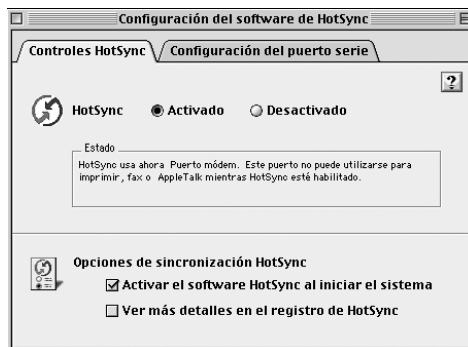 Configuración del software de HotSync
Controles HotSync
Configuración del puerto serie
?
HotSync
Activado
Desactivado
Estado
HotSync usa ahora Puerto módem. Este puerto no puede utilizarse para
imprimir, fax o AppleTalk mientras HotSync esté habilitado.
Opciones de sincronización HotSync
Activar el software HotSync al iniciar el sistema
Ver más detalles en el registro de HotSync